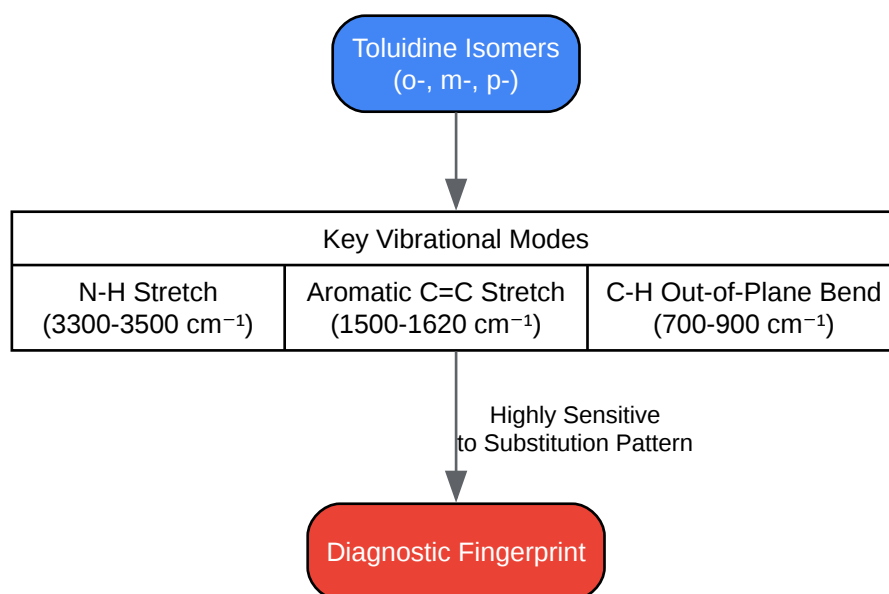 Toluidine Isomers
(o-, m-, p-)
Key Vibrational Modes
N-H Stretch
(3300-3500 cm⁻¹)
Aromatic C=C Stretch
(1500-1620 cm⁻¹)
C-H Out-of-Plane Bend
(700-900 cm⁻¹)
Highly Sensitive
to Substitution Pattern
Diagnostic Fingerprint